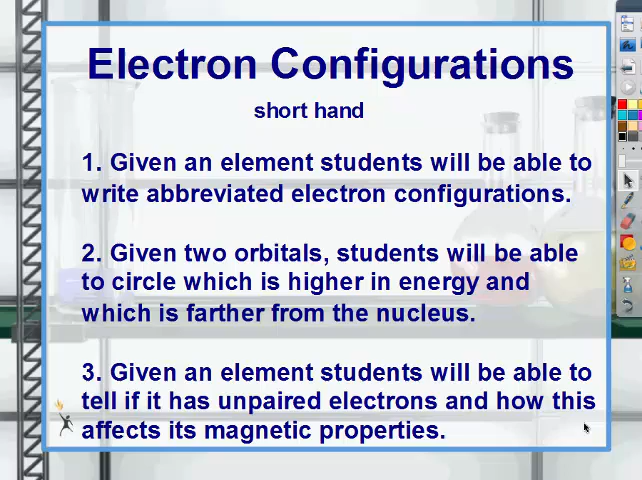 Electron Configurations
short hand
1. Given an element students will be able to
write abbreviated electron configurations.
2. Given two orbitals, students will be able
to circle which is higher in energy and
which is farther from the nucleus.
3. Given an element students will be able to
tell if it has unpaired electrons and how this
affects its magnetic properties.